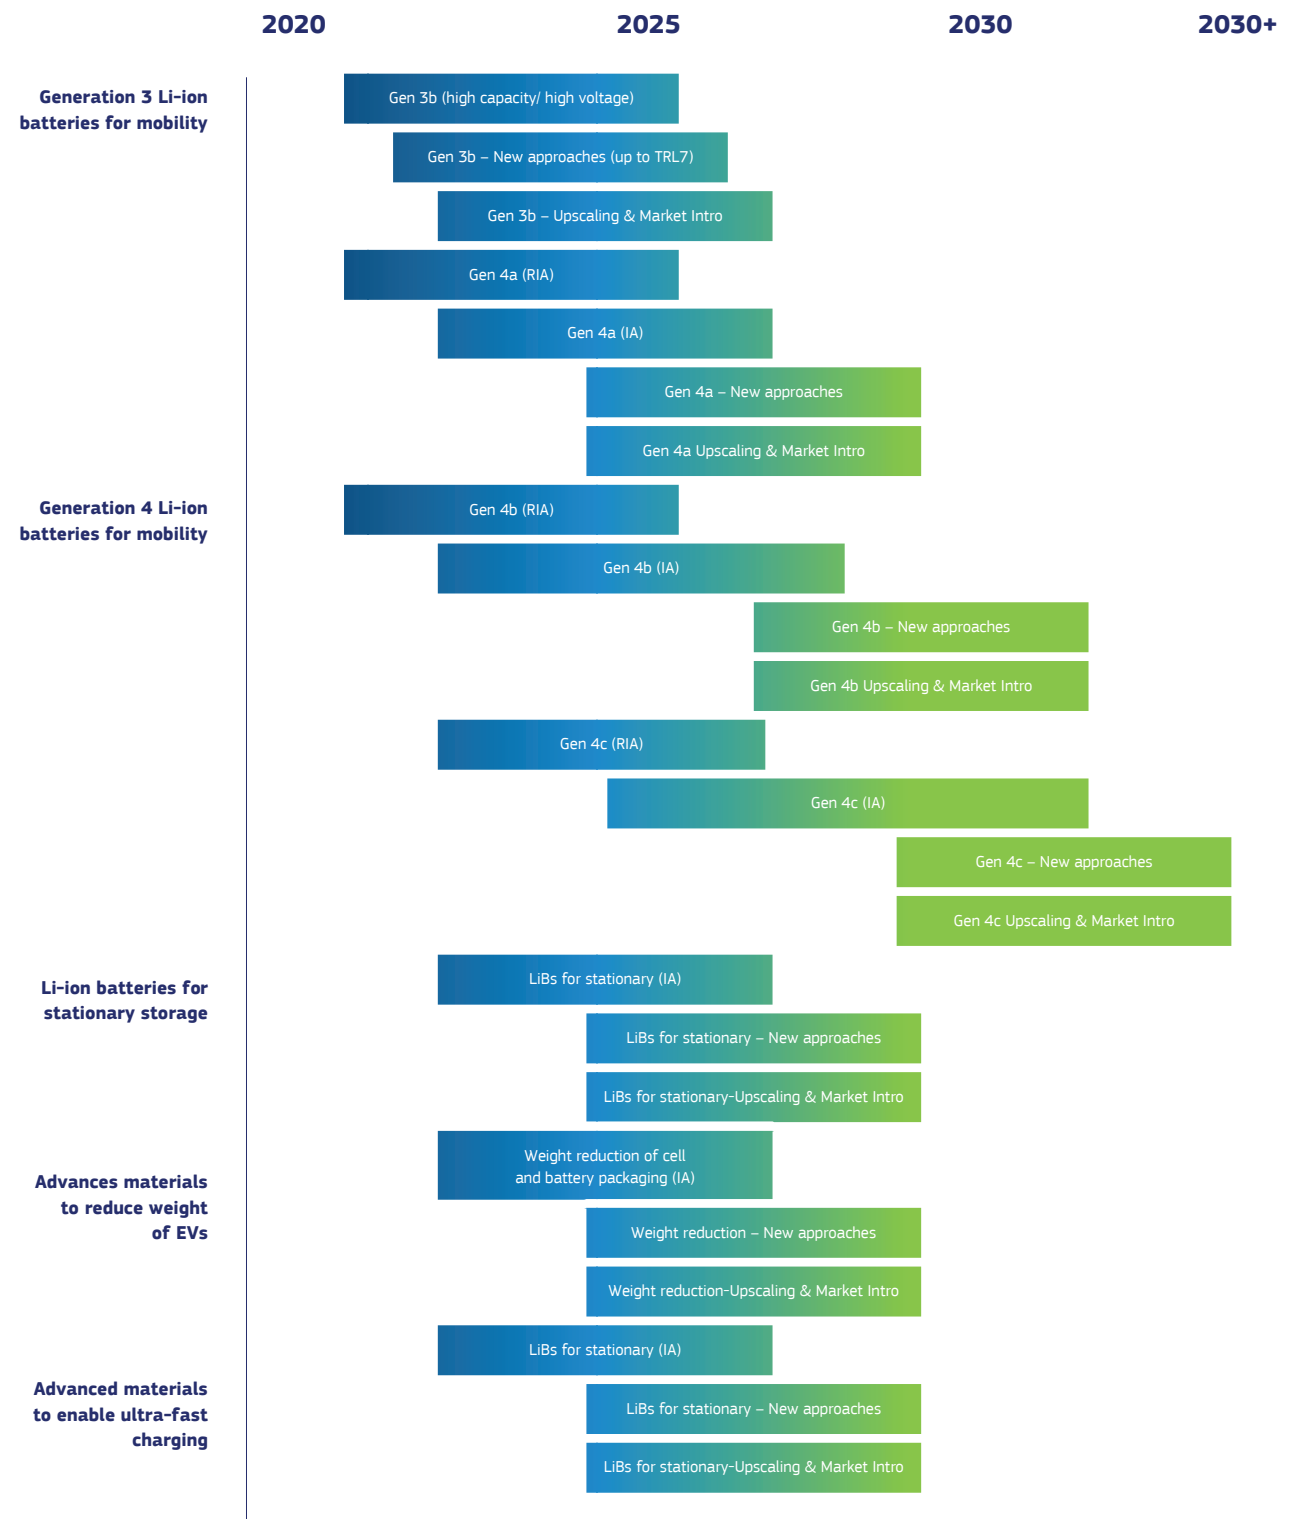 2020 2025 2030 2030+
Generation 3 Li-ion
batteries for mobility
Gen 3b (high capacity/ high voltage)
Gen 3b – New approaches (up to TRL7)
Gen 3b – Upscaling & Market Intro
Gen 4a (RIA)
Gen 4a (IA)
Gen 4a – New approaches
Gen 4a Upscaling & Market Intro
Generation 4 Li-ion
batteries for mobility
Gen 4b (RIA)
Gen 4b (IA)
Gen 4b – New approaches
Gen 4b Upscaling & Market Intro
Gen 4c (RIA)
Gen 4c (IA)
Gen 4c – New approaches
Gen 4c Upscaling & Market Intro
Li-ion batteries for
stationary storage
LiBs for stationary (IA)
LiBs for stationary – New approaches
LiBs for stationary-Upscaling & Market Intro
Advances materials
to reduce weight
of EVs
Weight reduction of cell
and battery packaging (IA)
Weight reduction – New approaches
Weight reduction-Upscaling & Market Intro
Advanced materials
to enable ultra-fast
charging
LiBs for stationary (IA)
LiBs for stationary – New approaches
LiBs for stationary-Upscaling & Market Intro